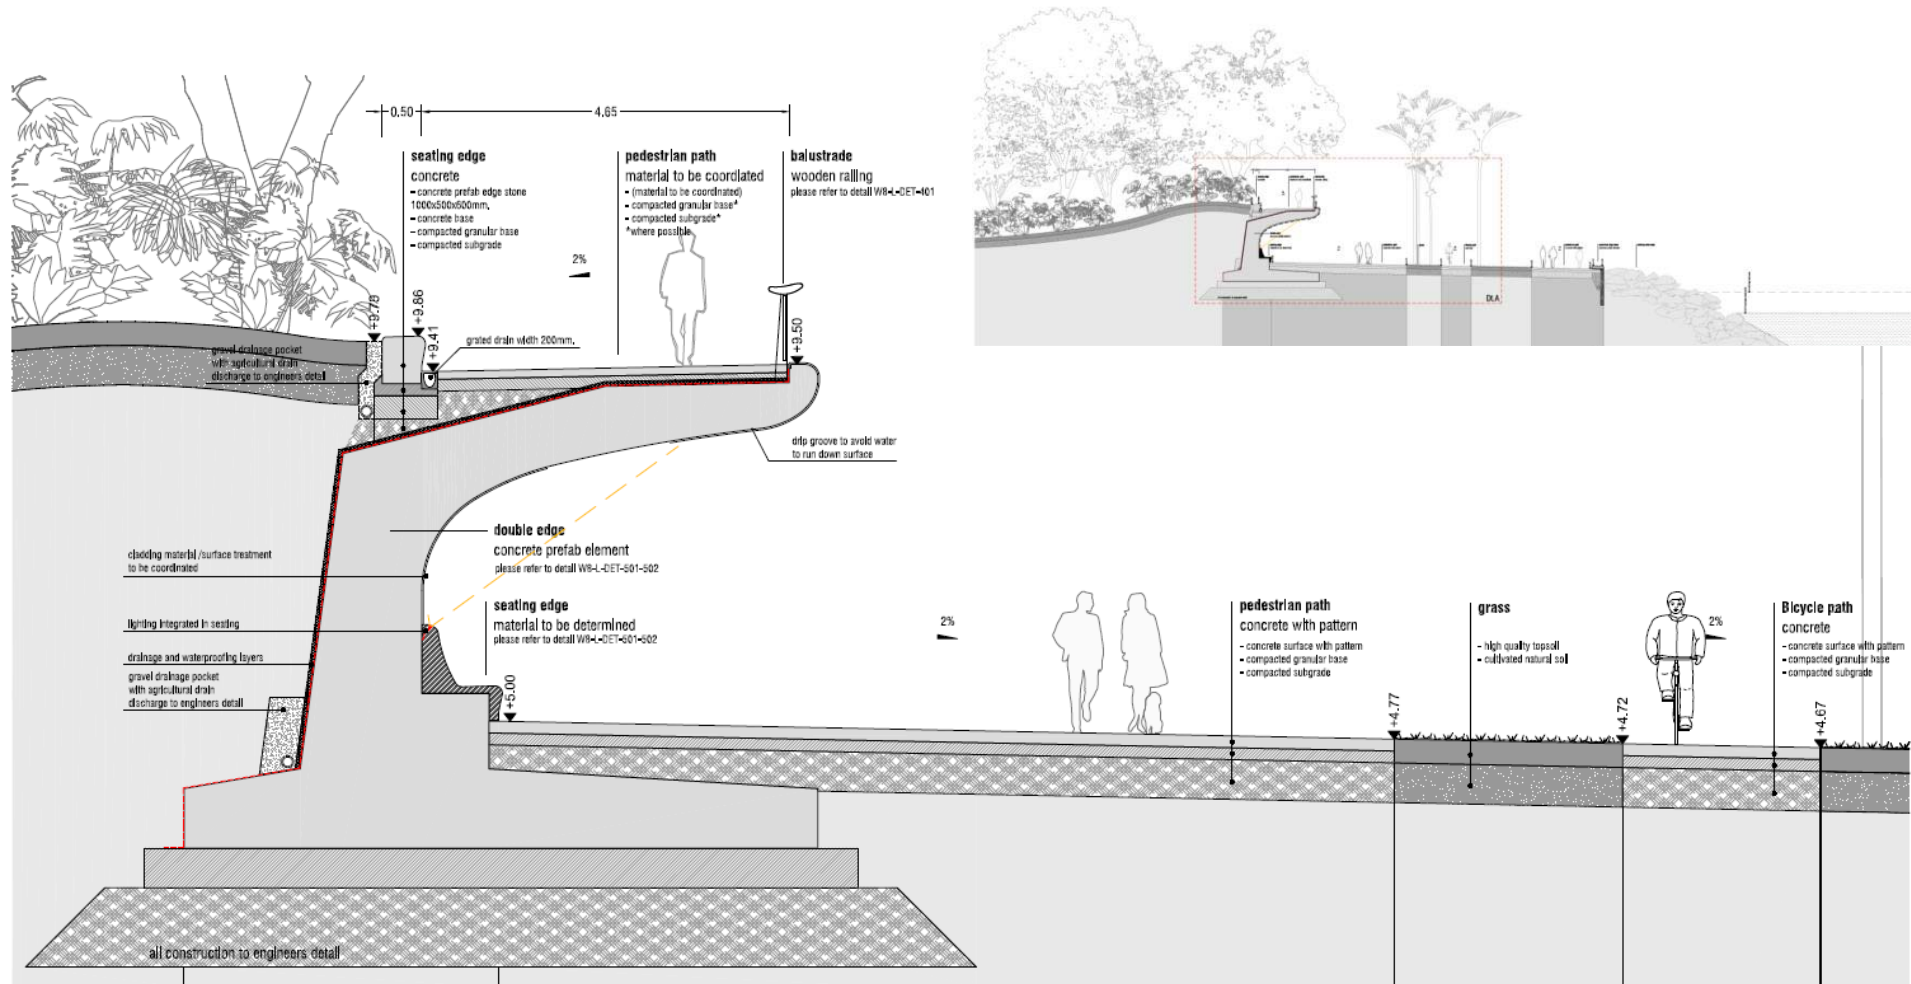 0.50
4.65
seating edge
concrete
- concrete prefab edge stone
1000x500x600mm.
- concrete base
- compacted granular base
- compacted subgrade
pedestrian path
material to be coordiated
- (material to be coordinated)
- compacted granular base*
- compacted subgrade*
*where possible
balustrade
wooden railing
please refer to detail W8-L-DET-401
2%
+9.78
+9.86
+9.41
+9.50
grated drain width 200mm.
gravel drainage pocket
with agricultural drain
discharge to engineers detail
drip groove to avoid water
to run down surface
double edge
concrete prefab element
please refer to detail W8-L-DET-501-502
cladding material /surface treatment
to be coordinated
seating edge
material to be determined
please refer to detail W8-L-DET-501-502
lighting integrated in seating
drainage and waterproofing layers
gravel drainage pocket
with agricultural drain
discharge to engineers detail
+5.00
2%
pedestrian path
concrete with pattern
- concrete surface with pattern
- compacted granular base
- compacted subgrade
+4.77
grass
- high quality topsoil
- cultivated natural soil
+4.72
2%
Bicycle path
concrete
- concrete surface with pattern
- compacted granular base
- compacted subgrade
+4.67
all construction to engineers detail